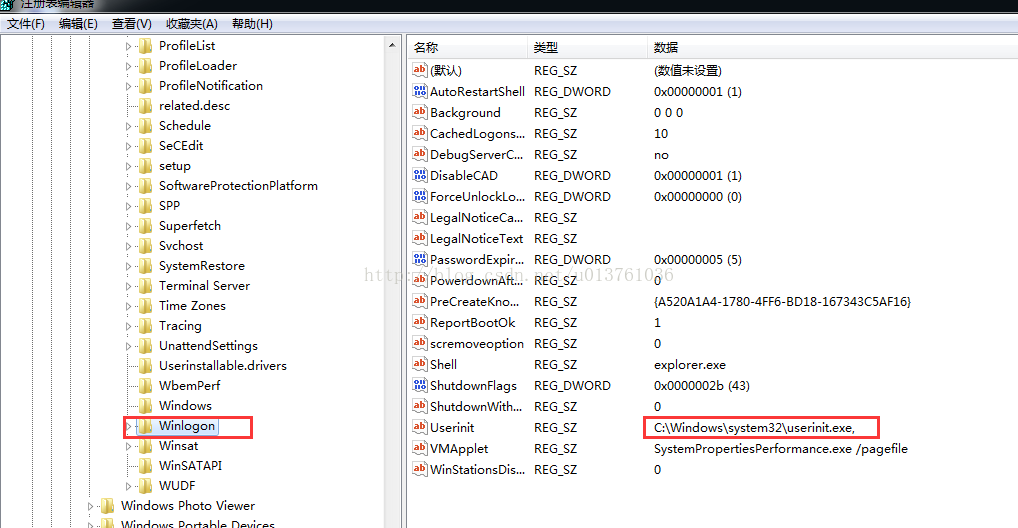 注册表编辑器
文件(F) 编辑(E) 查看(V) 收藏夹(A) 帮助(H)
ProfileList
ProfileLoader
ProfileNotification
related.desc
Schedule
SeCEdit
setup
SoftwareProtectionPlatform
SPP
Superfetch
Svchost
SystemRestore
Terminal Server
Time Zones
Tracing
UnattendSettings
Userinstallable.drivers
WbemPerf
Windows
Winlogon
Winsat
WinSATAPI
WUDF
Windows Photo Viewer
Windows Portable Devices
名称 类型 数据
(默认) REG_SZ (数值未设置)
AutoRestartShell REG_DWORD 0x00000001 (1)
Background REG_SZ 0 0 0
CachedLogons... REG_SZ 10
DebugServerC... REG_SZ no
DisableCAD REG_DWORD 0x00000001 (1)
ForceUnlockLo... REG_DWORD 0x00000000 (0)
LegalNoticeCa... REG_SZ
LegalNoticeText REG_SZ
PasswordExpir... REG_DWORD 0x00000005 (5)
http://blog.csdn.net/u013761036
PowerdownAft... REG_SZ 0
PreCreateKno... REG_SZ {A520A1A4-1780-4FF6-BD18-167343C5AF16}
ReportBootOk REG_SZ 1
scremoveoption REG_SZ 0
Shell REG_SZ explorer.exe
ShutdownFlags REG_DWORD 0x0000002b (43)
ShutdownWith... REG_SZ 0
Userinit REG_SZ C:\Windows\system32\userinit.exe,
VMApplet REG_SZ SystemPropertiesPerformance.exe /pagefile
WinStationsDis... REG_SZ 0